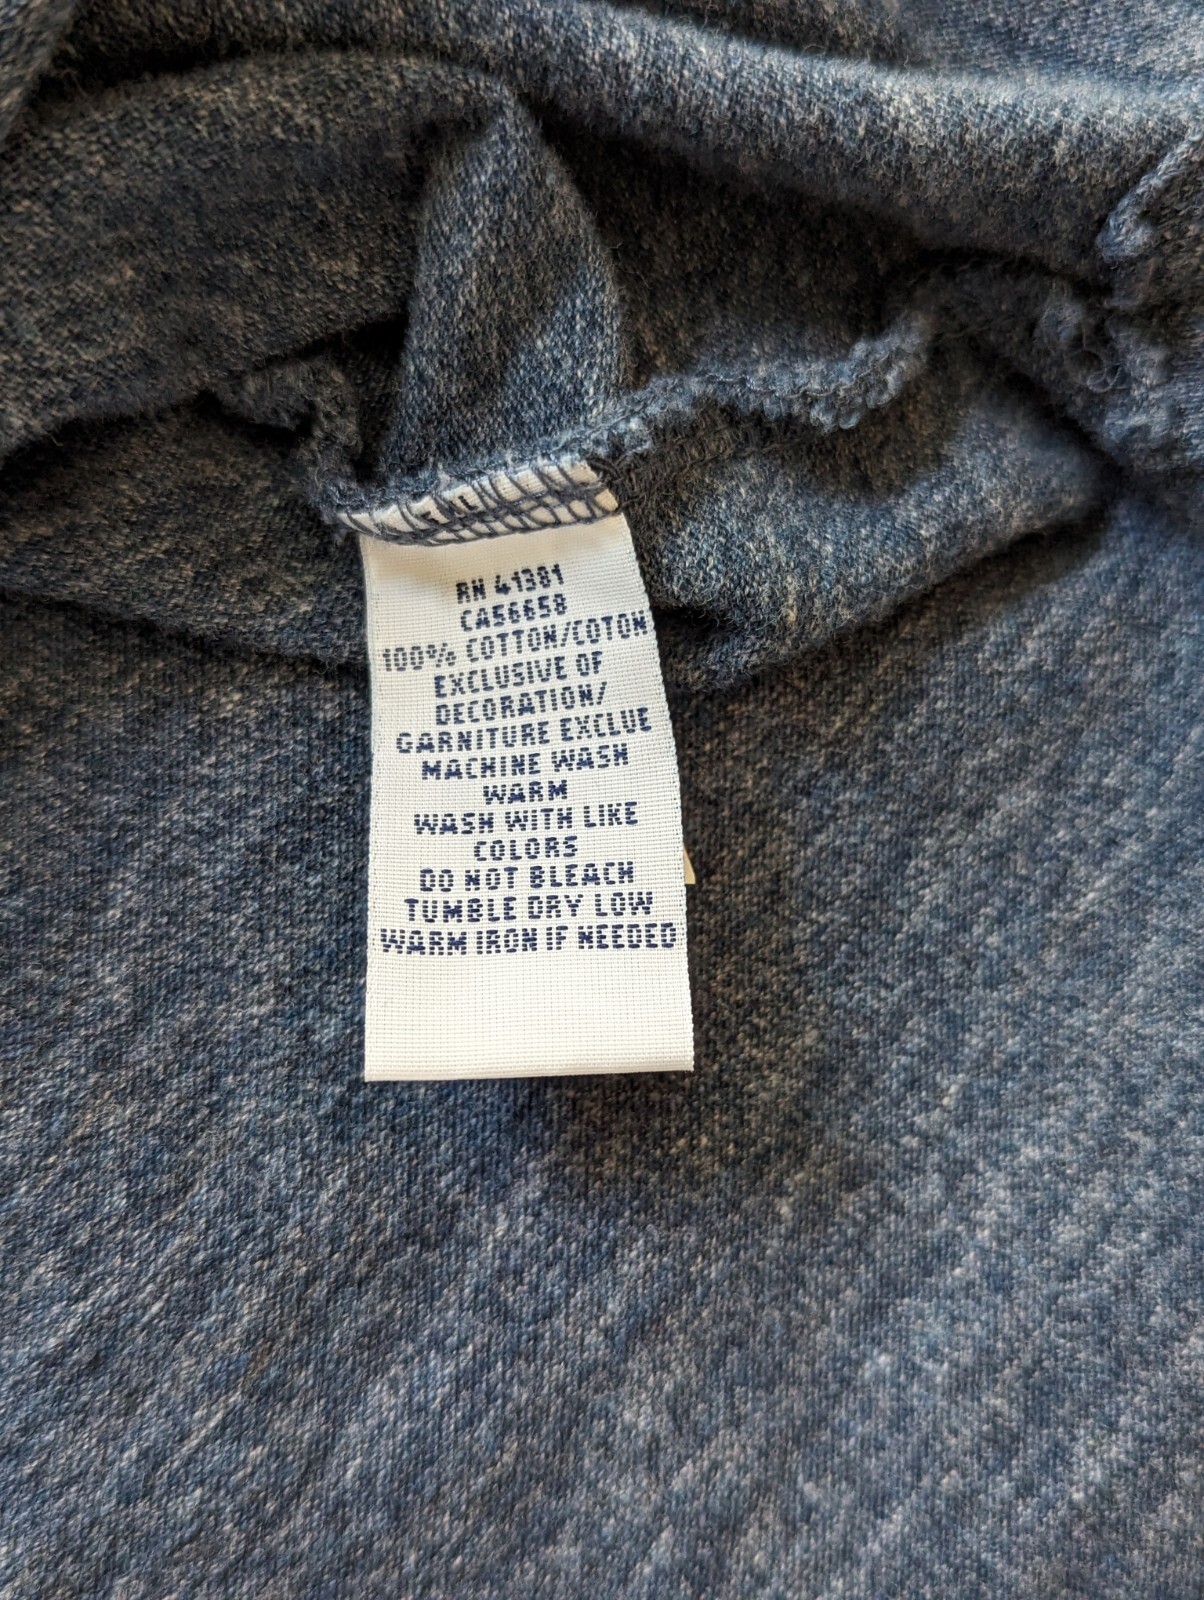 RN 41381
CA56658
100% COTTON/COTON
EXCLUSIVE OF
DECORATION/
GARNITURE EXCLUE
MACHINE WASH
WARM
WASH WITH LIKE
COLORS
DO NOT BLEACH
TUMBLE DRY LOW
WARM IRON IF NEEDED